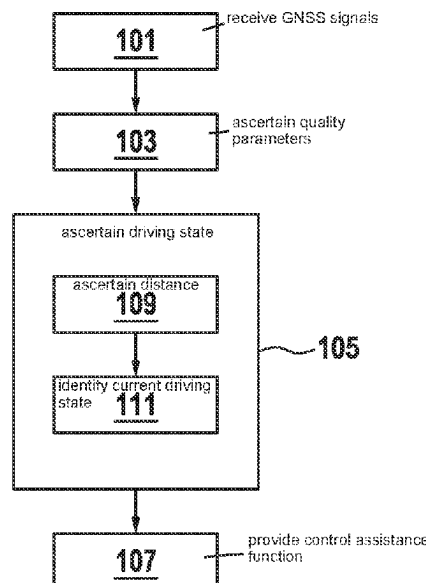 receive GNSS signals
101
ascertain quality
parameters
103
ascertain driving state
ascertain distance
109
105
identity current driving
state
111
provide control assistance
function
107